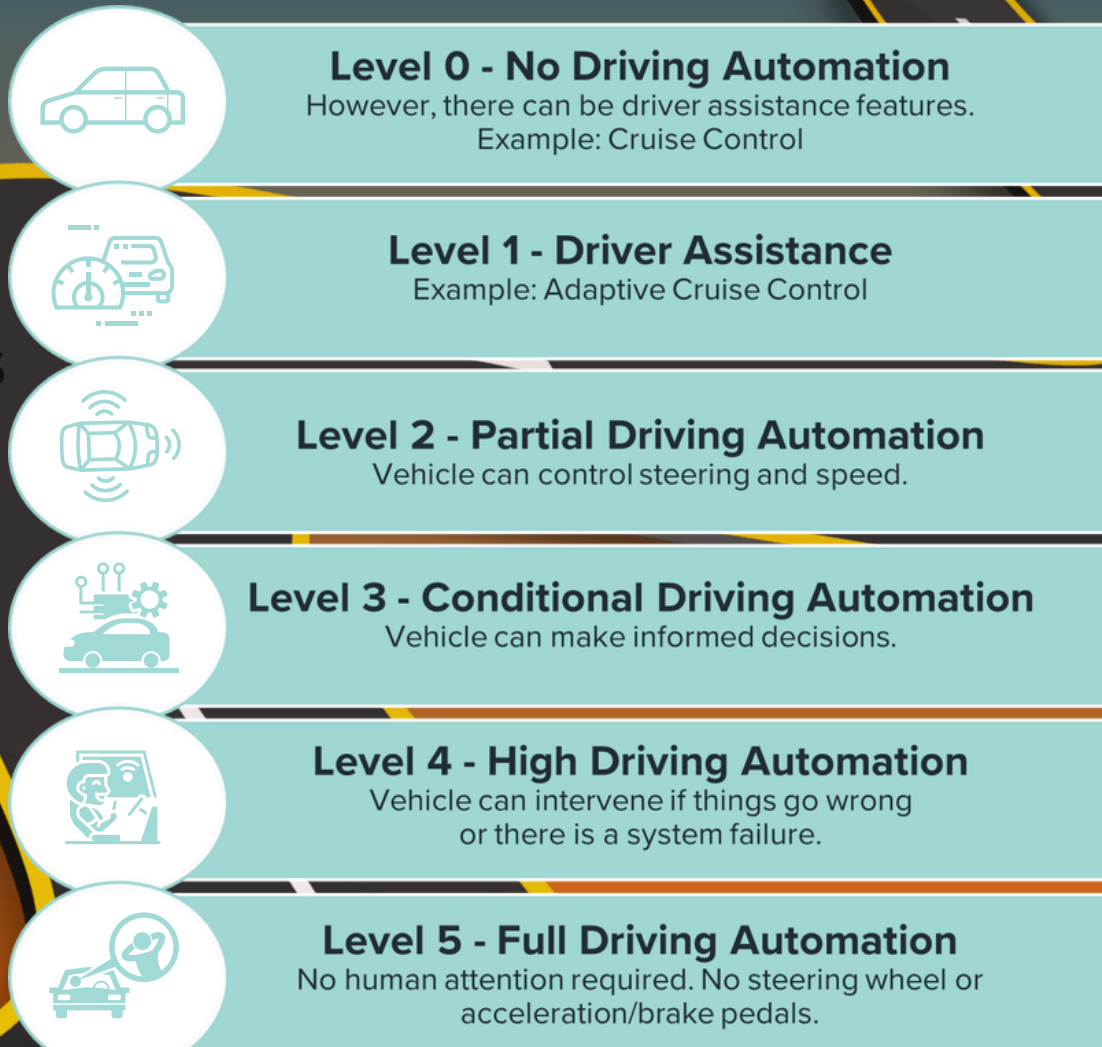 Level 0 - No Driving Automation
However, there can be driver assistance features.
Example: Cruise Control
Level 1 - Driver Assistance
Example: Adaptive Cruise Control
Level 2 - Partial Driving Automation
Vehicle can control steering and speed.
Level 3 - Conditional Driving Automation
Vehicle can make informed decisions.
Level 4 - High Driving Automation
Vehicle can intervene if things go wrong
or there is a system failure.
Level 5 - Full Driving Automation
No human attention required. No steering wheel or
acceleration/brake pedals.